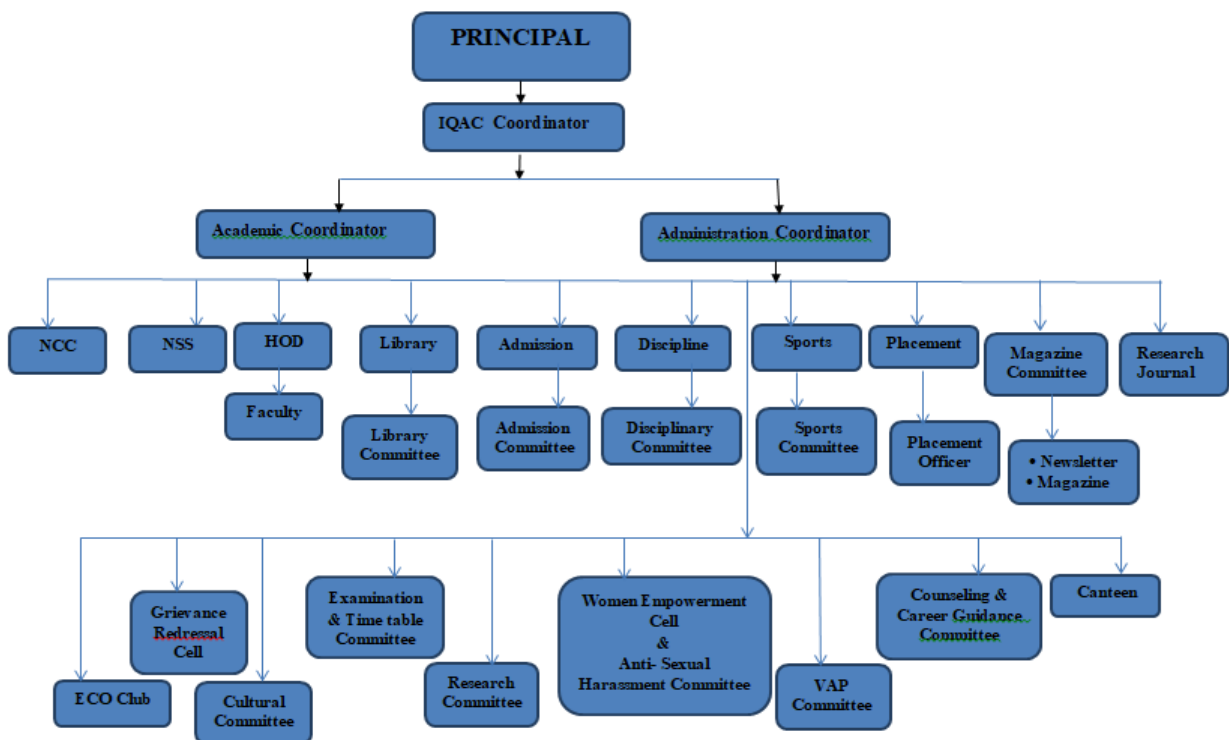 PRINCIPAL
IQAC Coordinator
Academic Coordinator
Administration Coordinator
NCC
NSS
HOD
Library
Admission
Discipline
Sports
Placement
Magazine
Committee
Research
Journal
Faculty
Library
Committee
Admission
Committee
Disciplinary
Committee
Sports
Committee
Placement
Officer
• Newsletter
• Magazine
ECO Club
Grievance
Redressal
Cell
Cultural
Committee
Examination
& Time table
Committee
Research
Committee
Women Empowerment
Cell
&
Anti- Sexual
Harassment Committee
VAP
Committee
Counseling &
Career Guidance
Committee
Canteen